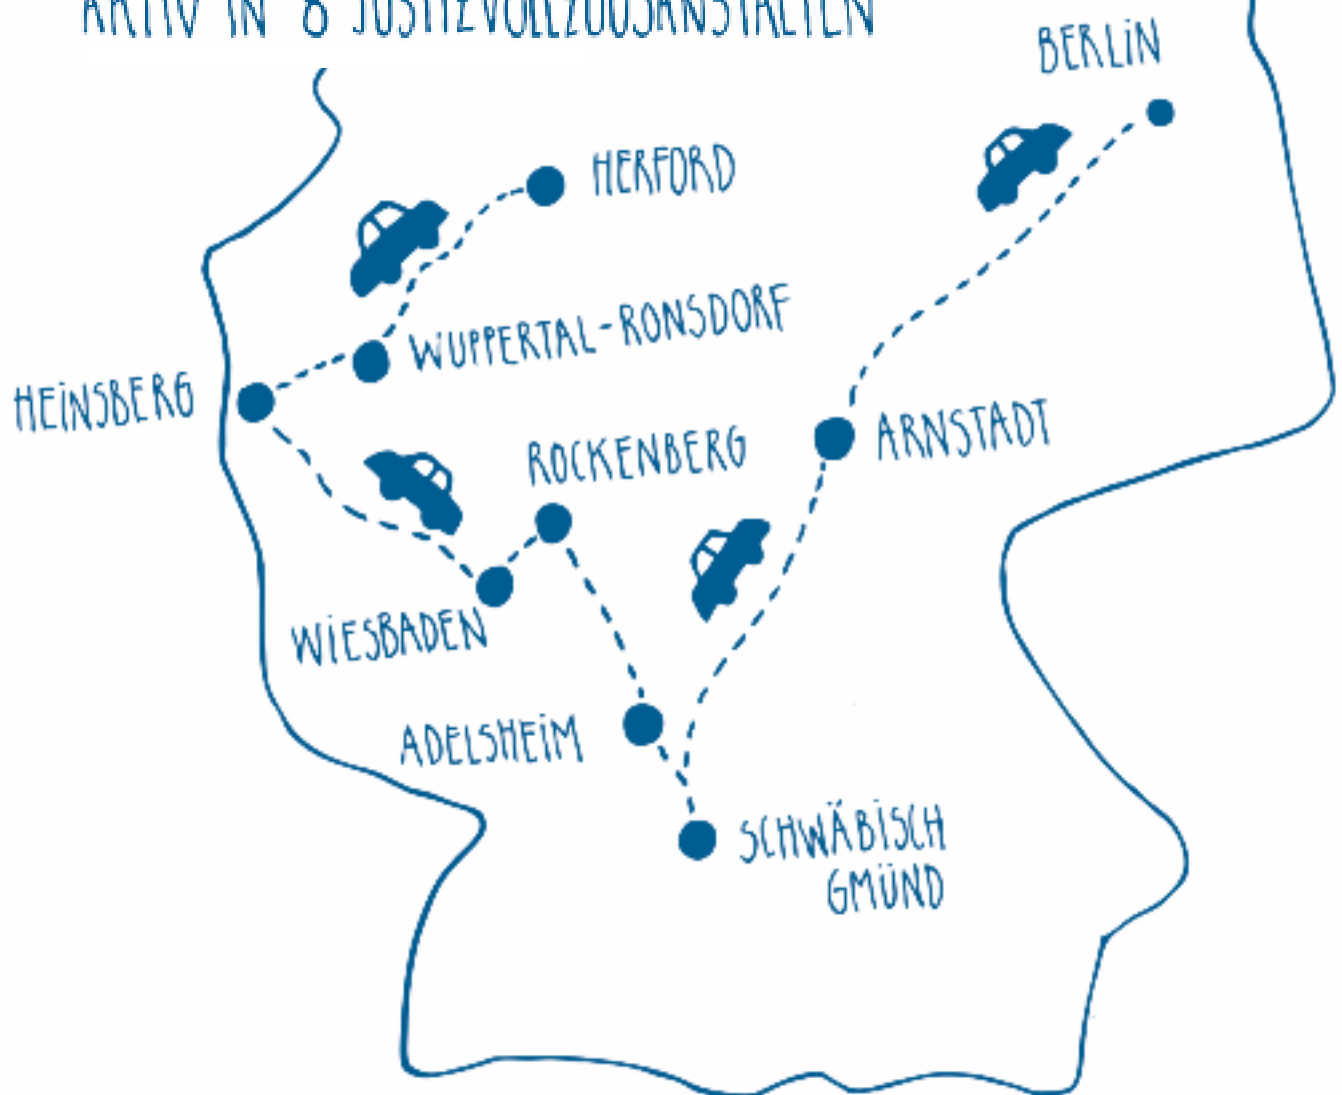 AKTIV IN 8 JUSTIZVOLLZUGSANSTALTEN
BERLiN
HERFORD
WUPPERTAL-RONSDORF
HEiNSBERG
ROCKENBERG
ARNSTADT
WiESBADEN
ADELSHEiM
SCHWÄBiSCH
GMÜND